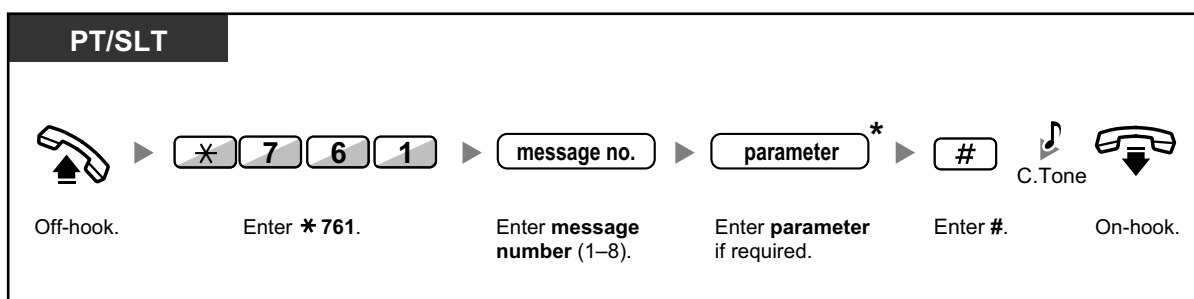 PT/SLT
* 7 6 1
message no.
parameter
*
#
C.Tone
Off-hook.
Enter * 761.
Enter message
number (1–8).
Enter parameter
if required.
Enter #.
On-hook.